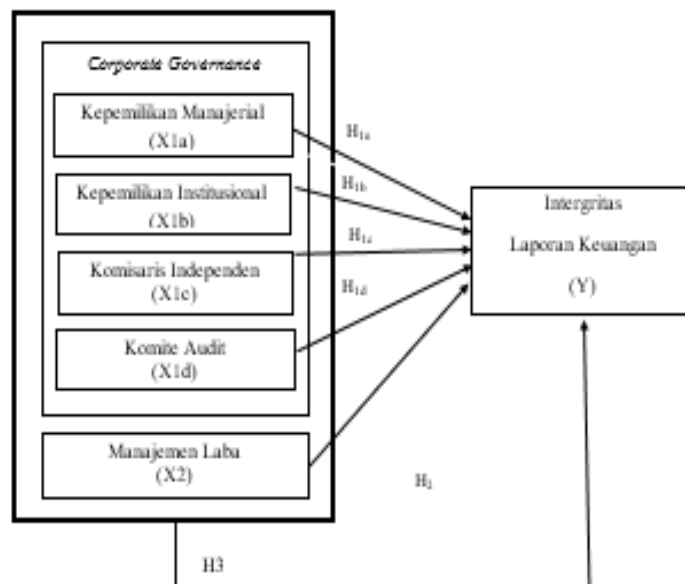 Corporate Governance
Kepemilikan Manajerial
(X1a)
H1a
Kepemilikan Institusional
(X1b)
H1b
Komisaris Independen
(X1c)
H1c
Komite Audit
(X1d)
H1d
Manajemen Laba
(X2)
H2
Intergritas
Laporan Keuangan
(Y)
H3